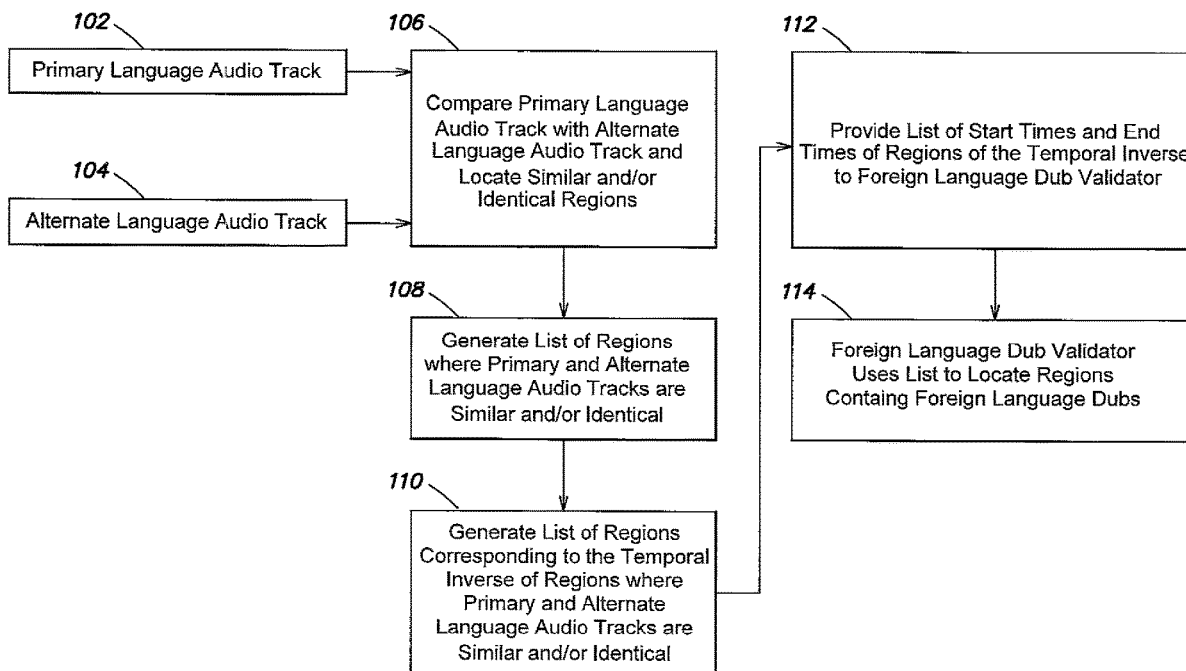 102
Primary Language Audio Track
104
Alternate Language Audio Track
106
Compare Primary Language
Audio Track with Alternate
Language Audio Track and
Locate Similar and/or
Identical Regions
108
Generate List of Regions
where Primary and Alternate
Language Audio Tracks are
Similar and/or Identical
110
Generate List of Regions
Corresponding to the Temporal
Inverse of Regions where
Primary and Alternate
Language Audio Tracks are
Similar and/or Identical
112
Provide List of Start Times and End
Times of Regions of the Temporal Inverse
to Foreign Language Dub Validator
114
Foreign Language Dub Validator
Uses List to Locate Regions
Containg Foreign Language Dubs